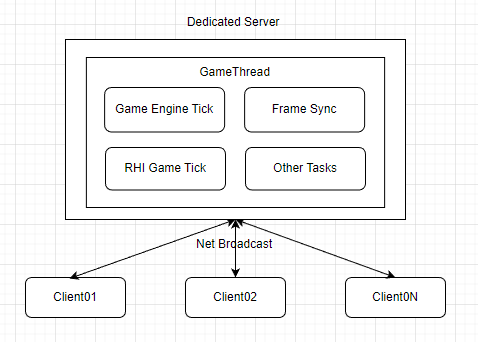 Dedicated Server
GameThread
Game Engine Tick
Frame Sync
RHI Game Tick
Other Tasks
Net Broadcast
Client01
Client02
Client0N